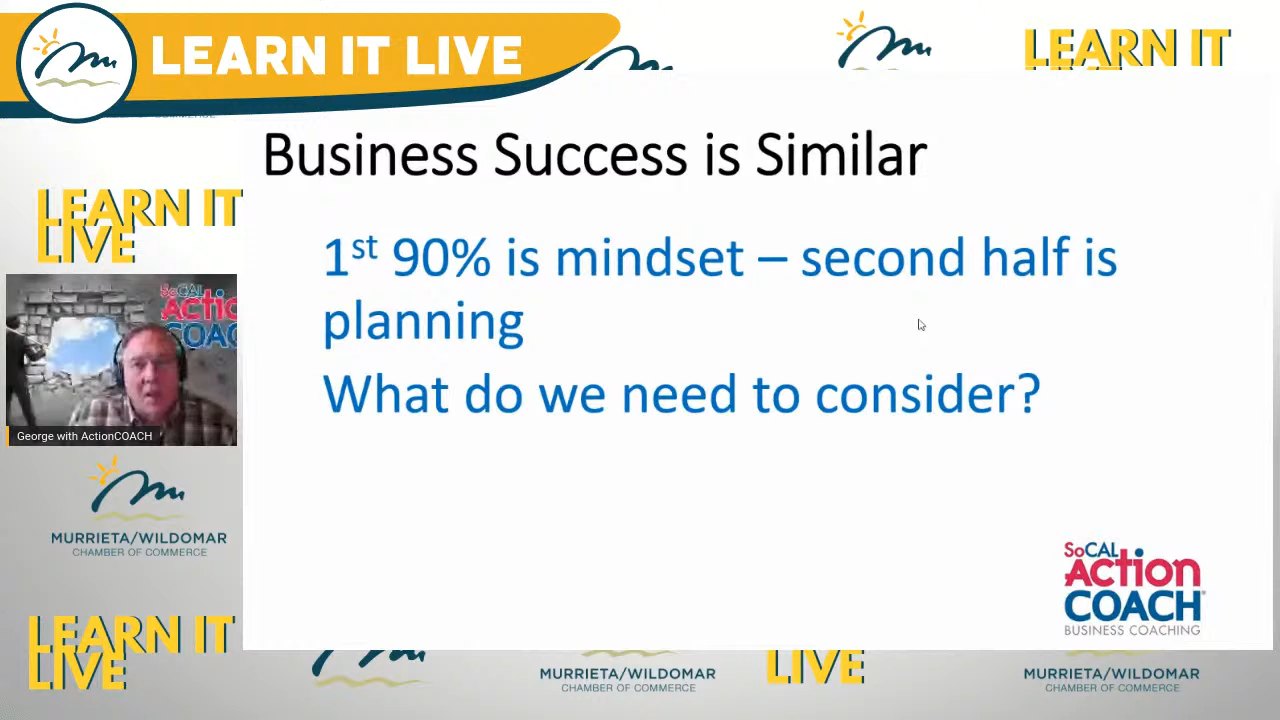 LEARN IT LIVE
LEARN IT
Business Success is Similar
LEARN IT
LIVE
1st 90% is mindset – second half is
planning
What do we need to consider?
SoCAL
ACTION
COAC
George with ActionCOACH
MURRIETA/WILDOMAR
CHAMBER OF COMMERCE
SoCAL
ACTION
COACH
BUSINESS COACHING
LEARN IT
LIVE
LIVE
MURRIETA/WILDOMAR
CHAMBER OF COMMERCE
MURRIETA/WILDOMAR
CHAMBER OF COMMERCE